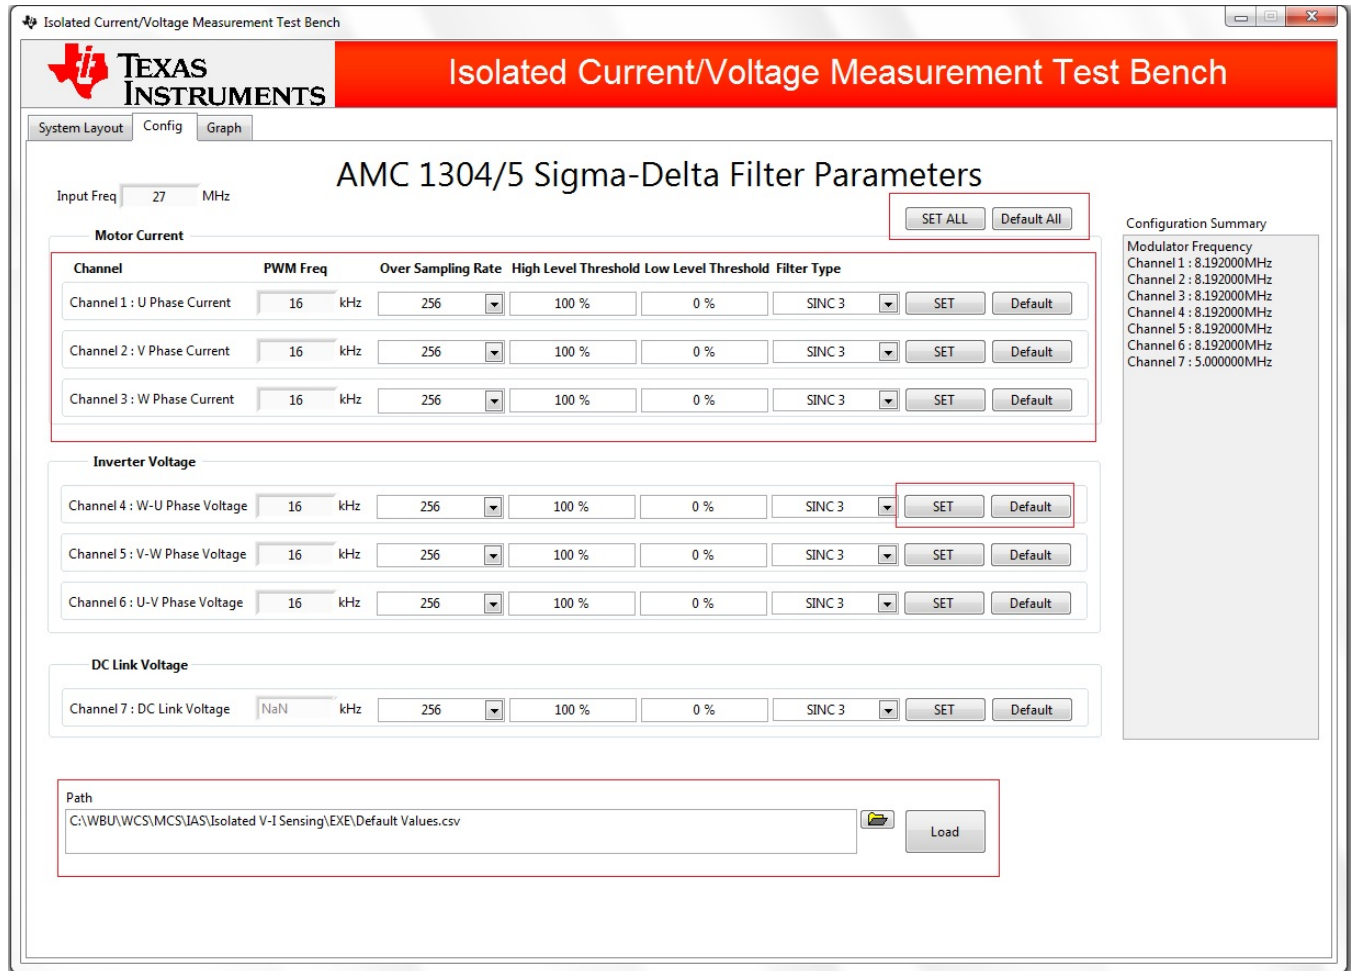 Isolated Current/Voltage Measurement Test Bench
TEXAS INSTRUMENTS
Isolated Current/Voltage Measurement Test Bench
System Layout Config Graph
AMC 1304/5 Sigma-Delta Filter Parameters
Input Freq 27 MHz
SET ALL Default All
Motor Current
Channel PWM Freq Over Sampling Rate High Level Threshold Low Level Threshold Filter Type
Channel 1 : U Phase Current 16 kHz 256 100 % 0 % SINC 3 SET Default
Channel 2 : V Phase Current 16 kHz 256 100 % 0 % SINC 3 SET Default
Channel 3 : W Phase Current 16 kHz 256 100 % 0 % SINC 3 SET Default
Inverter Voltage
Channel 4 : W-U Phase Voltage 16 kHz 256 100 % 0 % SINC 3 SET Default
Channel 5 : V-W Phase Voltage 16 kHz 256 100 % 0 % SINC 3 SET Default
Channel 6 : U-V Phase Voltage 16 kHz 256 100 % 0 % SINC 3 SET Default
DC Link Voltage
Channel 7 : DC Link Voltage NaN kHz 256 100 % 0 % SINC 3 SET Default
Configuration Summary
Modulator Frequency
Channel 1 : 8.192000MHz
Channel 2 : 8.192000MHz
Channel 3 : 8.192000MHz
Channel 4 : 8.192000MHz
Channel 5 : 8.192000MHz
Channel 6 : 8.192000MHz
Channel 7 : 5.000000MHz
Path
C:\WBU\WCS\MCS\IAS\Isolated V-I Sensing\EXE\Default Values.csv
Load